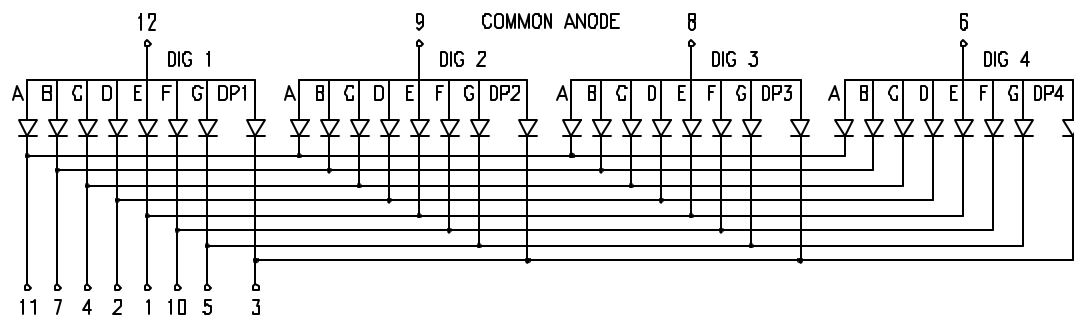 12 9 COMMON ANODE 8 6
DIG 1 DIG 2 DIG 3 DIG 4
A B C D E F G DP1 A B C D E F G DP2 A B C D E F G DP3 A B C D E F G DP4
11 7 4 2 1 10 5 3